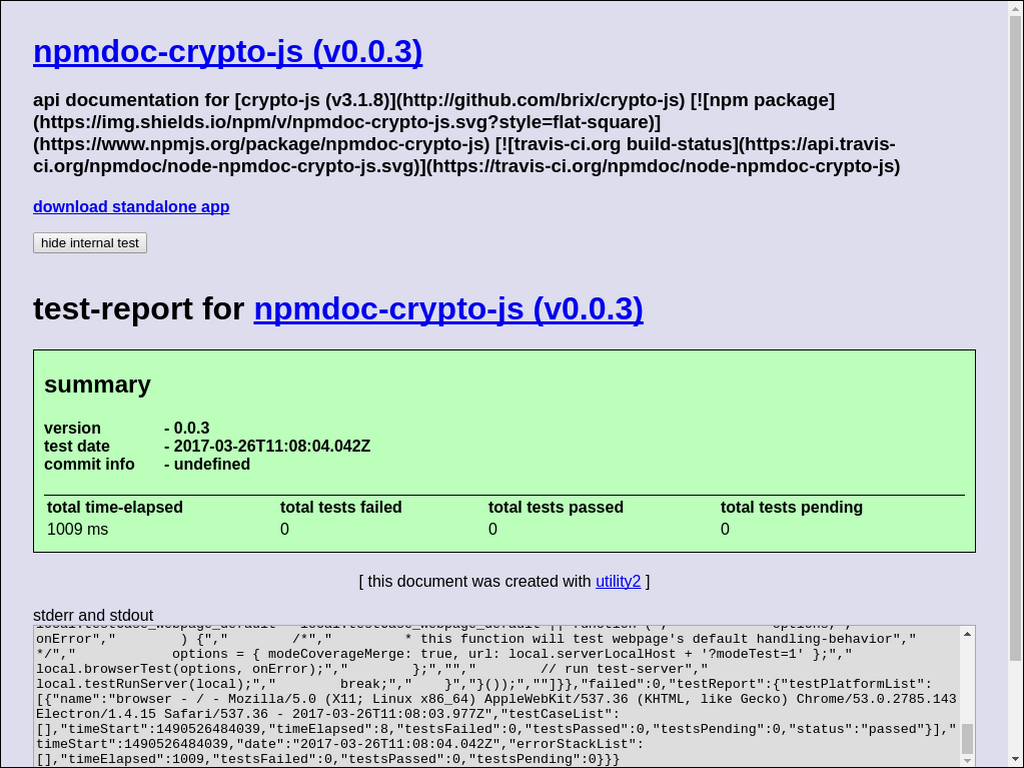 npmdoc-crypto-js (v0.0.3)
api documentation for [crypto-js (v3.1.8)](http://github.com/brix/crypto-js) [![npm package]
(https://img.shields.io/npm/v/npmdoc-crypto-js.svg?style=flat-square)]
(https://www.npmjs.org/package/npmdoc-crypto-js) [![travis-ci.org build-status](https://api.travis-
ci.org/npmdoc/node-npmdoc-crypto-js.svg)](https://travis-ci.org/npmdoc/node-npmdoc-crypto-js)
download standalone app
hide internal test
test-report for npmdoc-crypto-js (v0.0.3)
summary
version - 0.0.3
test date - 2017-03-26T11:08:04.042Z
commit info - undefined
total time-elapsed total tests failed total tests passed total tests pending
1009 ms 0 0 0
[ this document was created with utility2 ]
stderr and stdout
local.testCase_webpage_default = local.testCase_webpage_default || function (","            options,","
onError","        ) {","        /*","         * this function will test webpage's default handling-behavior","
*/","            options = { modeCoverageMerge: true, url: local.serverLocalHost + '?modeTest=1' };","
local.browserTest(options, onError);","        };","","        // run test-server","
local.testRunServer(local);","        break;","    }","}());",""]}},"failed":0,"testReport":{"testPlatformList":
[{"name":"browser - / - Mozilla/5.0 (X11; Linux x86_64) AppleWebKit/537.36 (KHTML, like Gecko) Chrome/53.0.2785.143
Electron/1.4.15 Safari/537.36 - 2017-03-26T11:08:03.977Z","testCaseList":
[],"timeStart":1490526484039,"timeElapsed":8,"testsFailed":0,"testsPassed":0,"testsPending":0,"status":"passed"}],"
timeStart":1490526484039,"date":"2017-03-26T11:08:04.042Z","errorStackList":
[],"timeElapsed":1009,"testsFailed":0,"testsPassed":0,"testsPending":0}}}